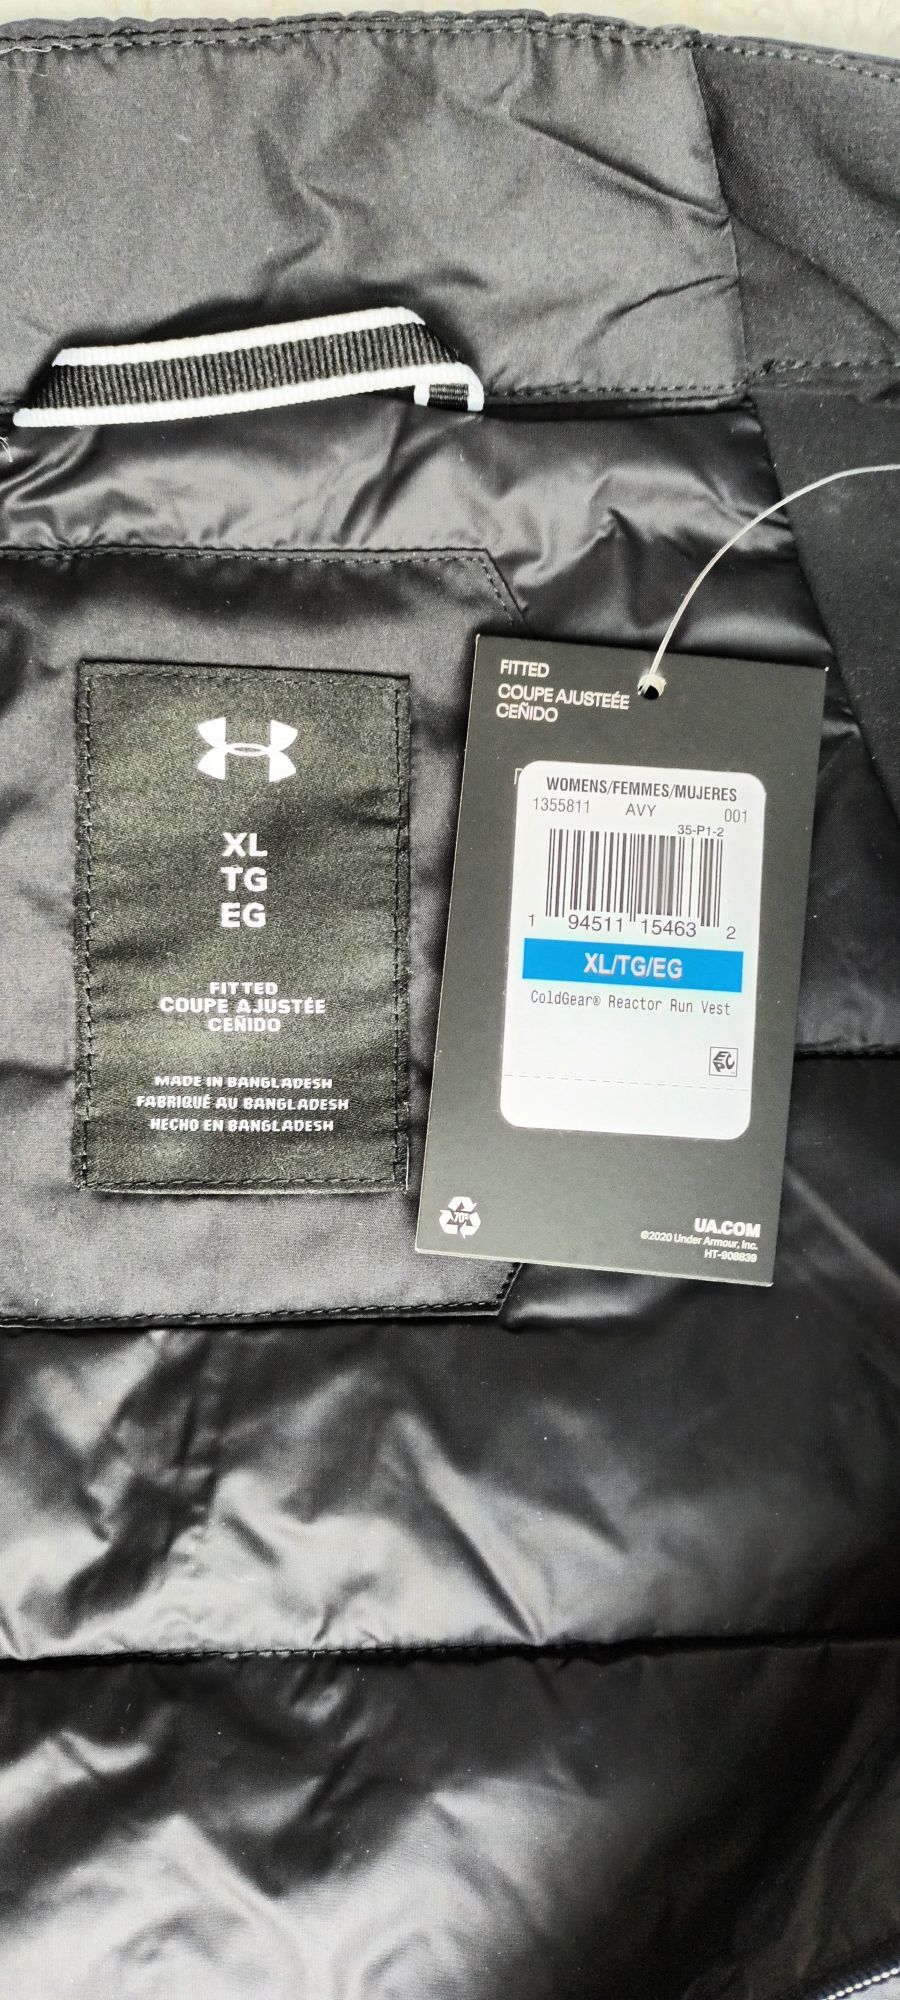 XL
TG
EG
FITTED
COUPE AJUSTÉE
CEÑIDO
MADE IN BANGLADESH
FABRIQUÉ AU BANGLADESH
HECHO EN BANGLADESH
FITTED
COUPE AJUSTEÉE
CEÑIDO
WOMENS/FEMMES/MUJERES
1355811 AVY 001
35-P1-2
1 94511 15463 2
XL/TG/EG
ColdGear® Reactor Run Vest
70%
UA.COM
©2020 Under Armour, Inc.
HT-908839